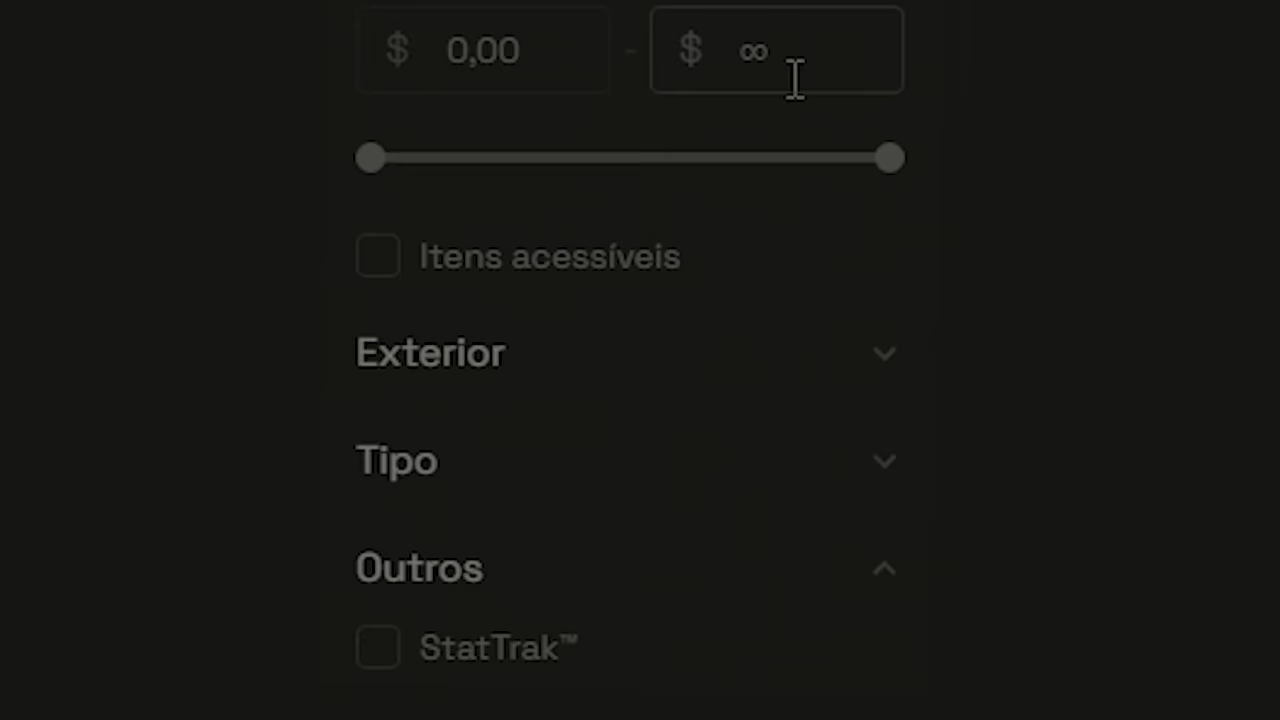 $ 0,00 - $ ∞
Itens acessíveis
Exterior
Tipo
Outros
StatTrak™